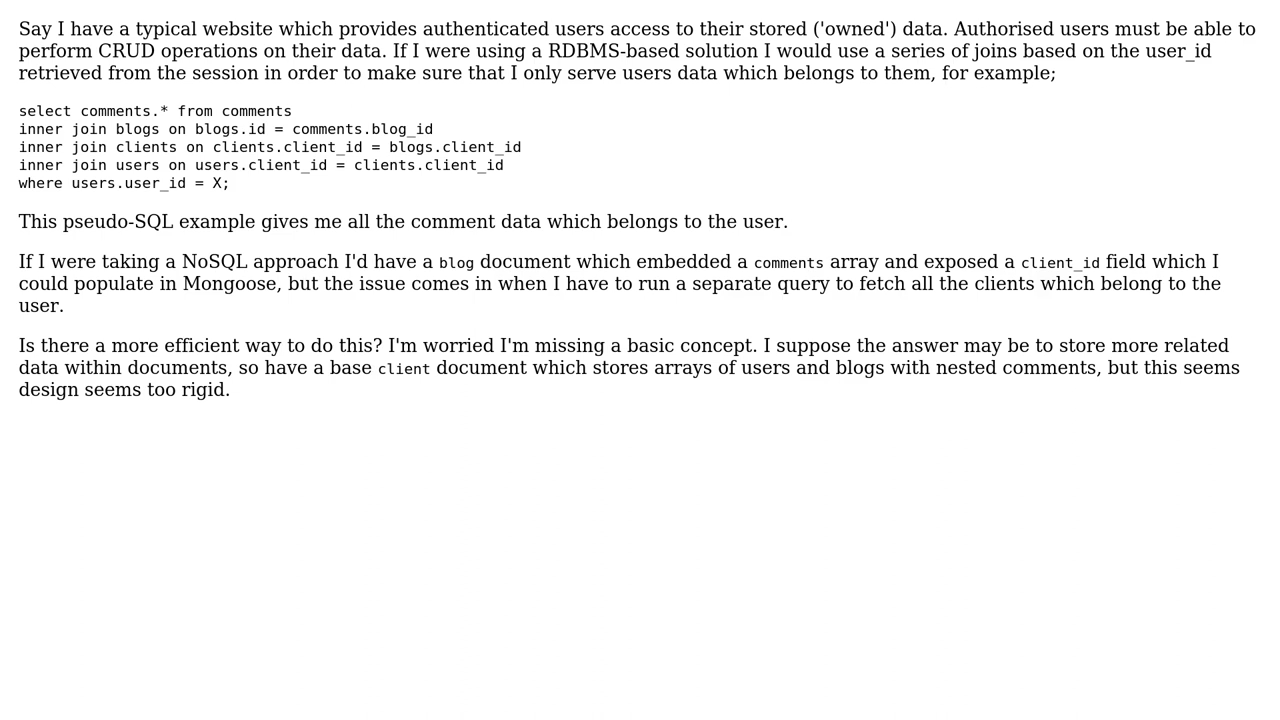 Say I have a typical website which provides authenticated users access to their stored ('owned') data. Authorised users must be able to
perform CRUD operations on their data. If I were using a RDBMS-based solution I would use a series of joins based on the user_id
retrieved from the session in order to make sure that I only serve users data which belongs to them, for example;
select comments.* from comments
inner join blogs on blogs.id = comments.blog_id
inner join clients on clients.client_id = blogs.client_id
inner join users on users.client_id = clients.client_id
where users.user_id = X;
This pseudo-SQL example gives me all the comment data which belongs to the user.
If I were taking a NoSQL approach I'd have a blog document which embedded a comments array and exposed a client_id field which I
could populate in Mongoose, but the issue comes in when I have to run a separate query to fetch all the clients which belong to the
user.
Is there a more efficient way to do this? I'm worried I'm missing a basic concept. I suppose the answer may be to store more related
data within documents, so have a base client document which stores arrays of users and blogs with nested comments, but this seems
design seems too rigid.